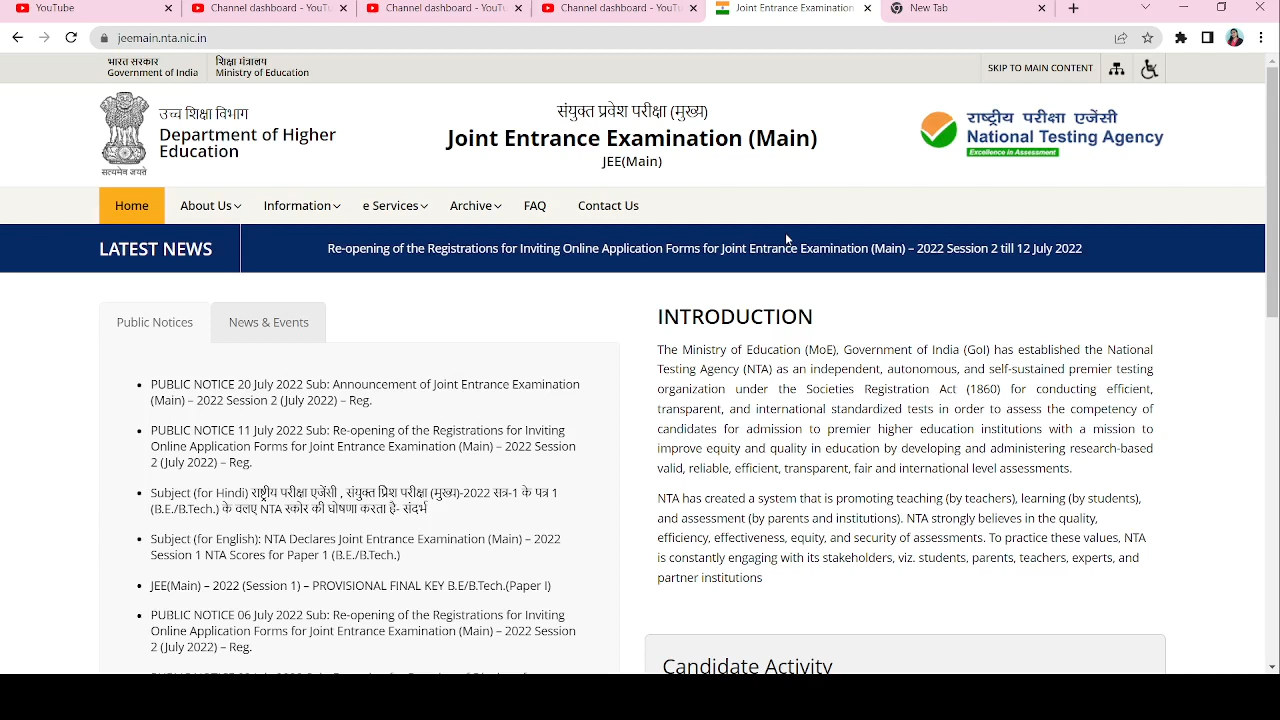 YouTube
Channel dashboard - YouTu
Channel dashboard - YouTu
Channel dashboard - YouTu
Joint Entrance Examination
New Tab
jeemain.nta.nic.in
भारत सरकार
Government of India
शिक्षा मंत्रालय
Ministry of Education
SKIP TO MAIN CONTENT
सत्यमेव जयते
उच्च शिक्षा विभाग
Department of Higher
Education
संयुक्त प्रवेश परीक्षा (मुख्य)
Joint Entrance Examination (Main)
JEE(Main)
राष्ट्रीय परीक्षा एजेंसी
National Testing Agency
Excellence in Assessment
Home
About Us
Information
e Services
Archive
FAQ
Contact Us
LATEST NEWS
Re-opening of the Registrations for Inviting Online Application Forms for Joint Entrance Examination (Main) – 2022 Session 2 till 12 July 2022
Public Notices
News & Events
PUBLIC NOTICE 20 July 2022 Sub: Announcement of Joint Entrance Examination
(Main) – 2022 Session 2 (July 2022) – Reg.
PUBLIC NOTICE 11 July 2022 Sub: Re-opening of the Registrations for Inviting
Online Application Forms for Joint Entrance Examination (Main) – 2022 Session
2 (July 2022) – Reg.
Subject (for Hindi) राष्ट्रीय परीक्षा एजेंसी , संयुक्त प्रिेश परीक्षा (मुख्य)-2022 सत्र-1 के पत्र 1
(B.E./B.Tech.) के वलए NTA स्कोर की घोषणा करता है- संदर्भ
Subject (for English): NTA Declares Joint Entrance Examination (Main) – 2022
Session 1 NTA Scores for Paper 1 (B.E./B.Tech.)
JEE(Main) – 2022 (Session 1) – PROVISIONAL FINAL KEY B.E/B.Tech.(Paper I)
PUBLIC NOTICE 06 July 2022 Sub: Re-opening of the Registrations for Inviting
Online Application Forms for Joint Entrance Examination (Main) – 2022 Session
2 (July 2022) – Reg.
INTRODUCTION
The Ministry of Education (MoE), Government of India (GoI) has established the National
Testing Agency (NTA) as an independent, autonomous, and self-sustained premier testing
organization under the Societies Registration Act (1860) for conducting efficient,
transparent, and international standardized tests in order to assess the competency of
candidates for admission to premier higher education institutions with a mission to
improve equity and quality in education by developing and administering research-based
valid, reliable, efficient, transparent, fair and international level assessments.
NTA has created a system that is promoting teaching (by teachers), learning (by students),
and assessment (by parents and institutions). NTA strongly believes in the quality,
efficiency, effectiveness, equity, and security of assessments. To practice these values, NTA
is constantly engaging with its stakeholders, viz. students, parents, teachers, experts, and
partner institutions
Candidate Activity